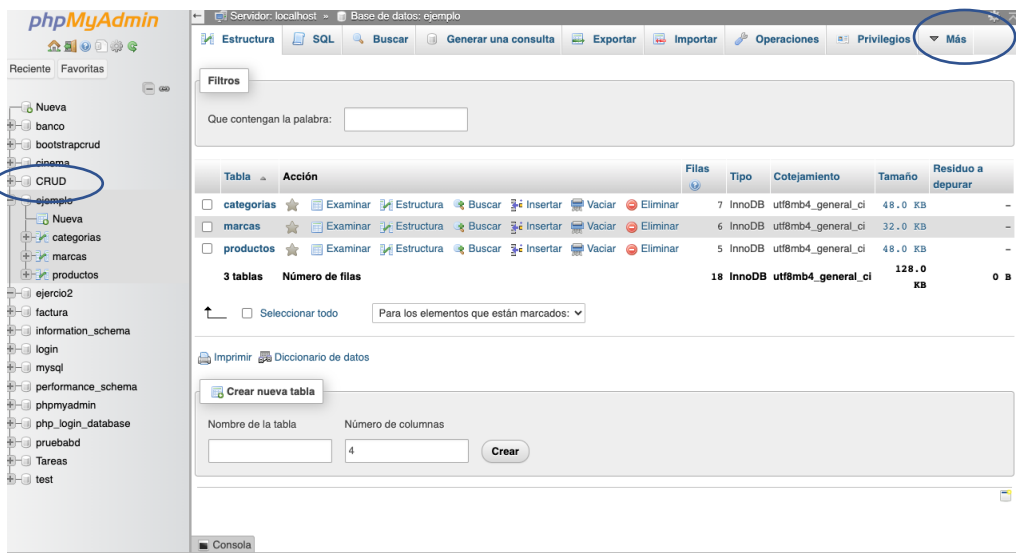 phpMyAdmin
Reciente Favoritas
Nueva
banco
bootstrapcrud
cinema
CRUD
ejemplo
Nueva
categorias
marcas
productos
ejercio2
factura
information_schema
login
mysql
performance_schema
phpmyadmin
php_login_database
pruebabd
Tareas
test
Servidor: localhost » Base de datos: ejemplo
Estructura SQL Buscar Generar una consulta Exportar Importar Operaciones Privilegios Más
Filtros
Que contengan la palabra:
Tabla Acción Filas Tipo Cotejamiento Tamaño Residuo a depurar
categorias Examinar Estructura Buscar Insertar Vaciar Eliminar 7 InnoDB utf8mb4_general_ci 48.0 KB -
marcas Examinar Estructura Buscar Insertar Vaciar Eliminar 6 InnoDB utf8mb4_general_ci 32.0 KB -
productos Examinar Estructura Buscar Insertar Vaciar Eliminar 5 InnoDB utf8mb4_general_ci 48.0 KB -
3 tablas Número de filas 18 InnoDB utf8mb4_general_ci 128.0 KB 0 B
Seleccionar todo Para los elementos que están marcados:
Imprimir Diccionario de datos
Crear nueva tabla
Nombre de la tabla Número de columnas
4 Crear
Consola